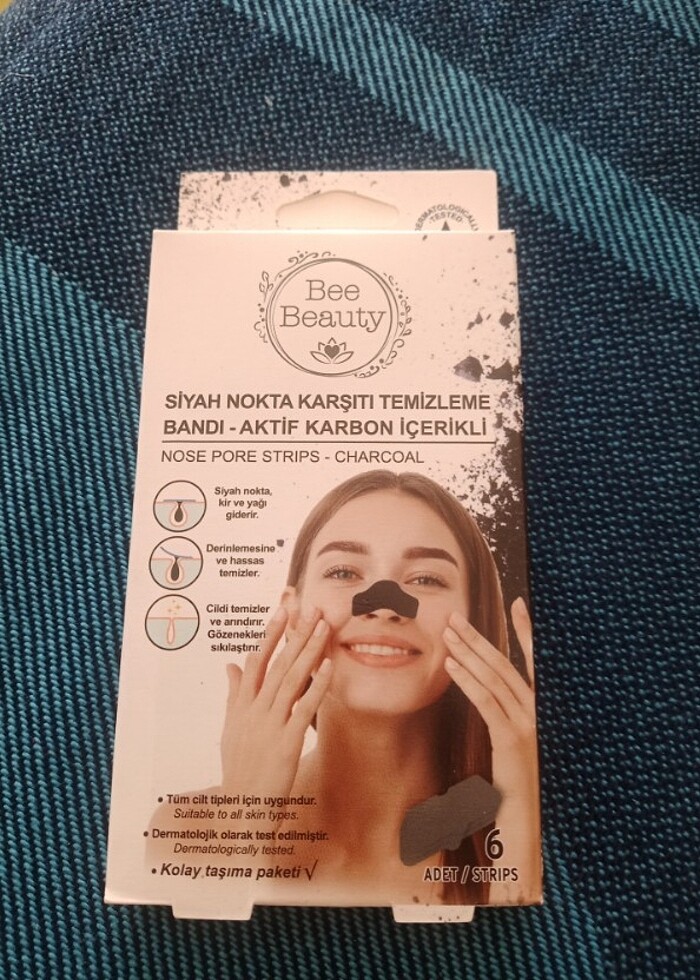 DERMATOLOGICALLY
TESTED
Bee
Beauty
SİYAH NOKTA KARŞITI TEMİZLEME
BANDI - AKTİF KARBON İÇERİKLİ
NOSE PORE STRIPS - CHARCOAL
Siyah nokta,
kir ve yağı
giderir.
Derinlemesine
ve hassas
temizler.
Cildi temizler
ve arındırır.
Gözenekleri
sıkılaştırır.
• Tüm cilt tipleri için uygundur.
Suitable to all skin types.
• Dermatolojik olarak test edilmiştir.
Dermatologically tested.
• Kolay taşıma paketi √
6
ADET / STRIPS